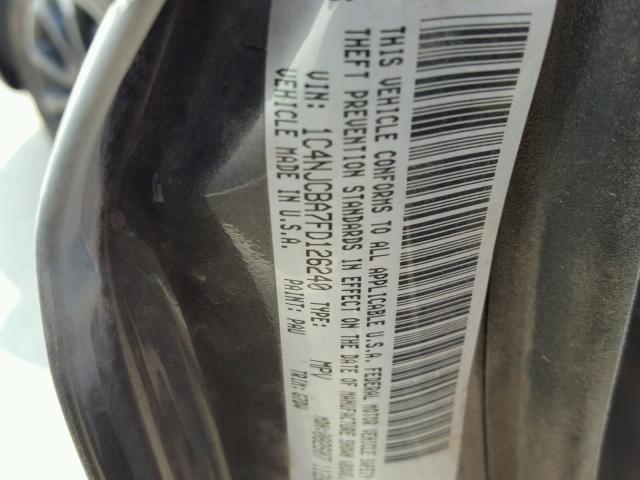 THIS VEHICLE CONFORMS TO ALL APPLICABLE U.S.A. FEDERAL MOTOR VEHICLE SAFETY
THEFT PREVENTION STANDARDS IN EFFECT ON THE DATE OF MANUFACTURE SHOWN ABOVE
VIN: 1C4NJCBA7FD126240 TYPE: MPV
VEHICLE MADE IN U.S.A. PAINT: PAU TRIM: